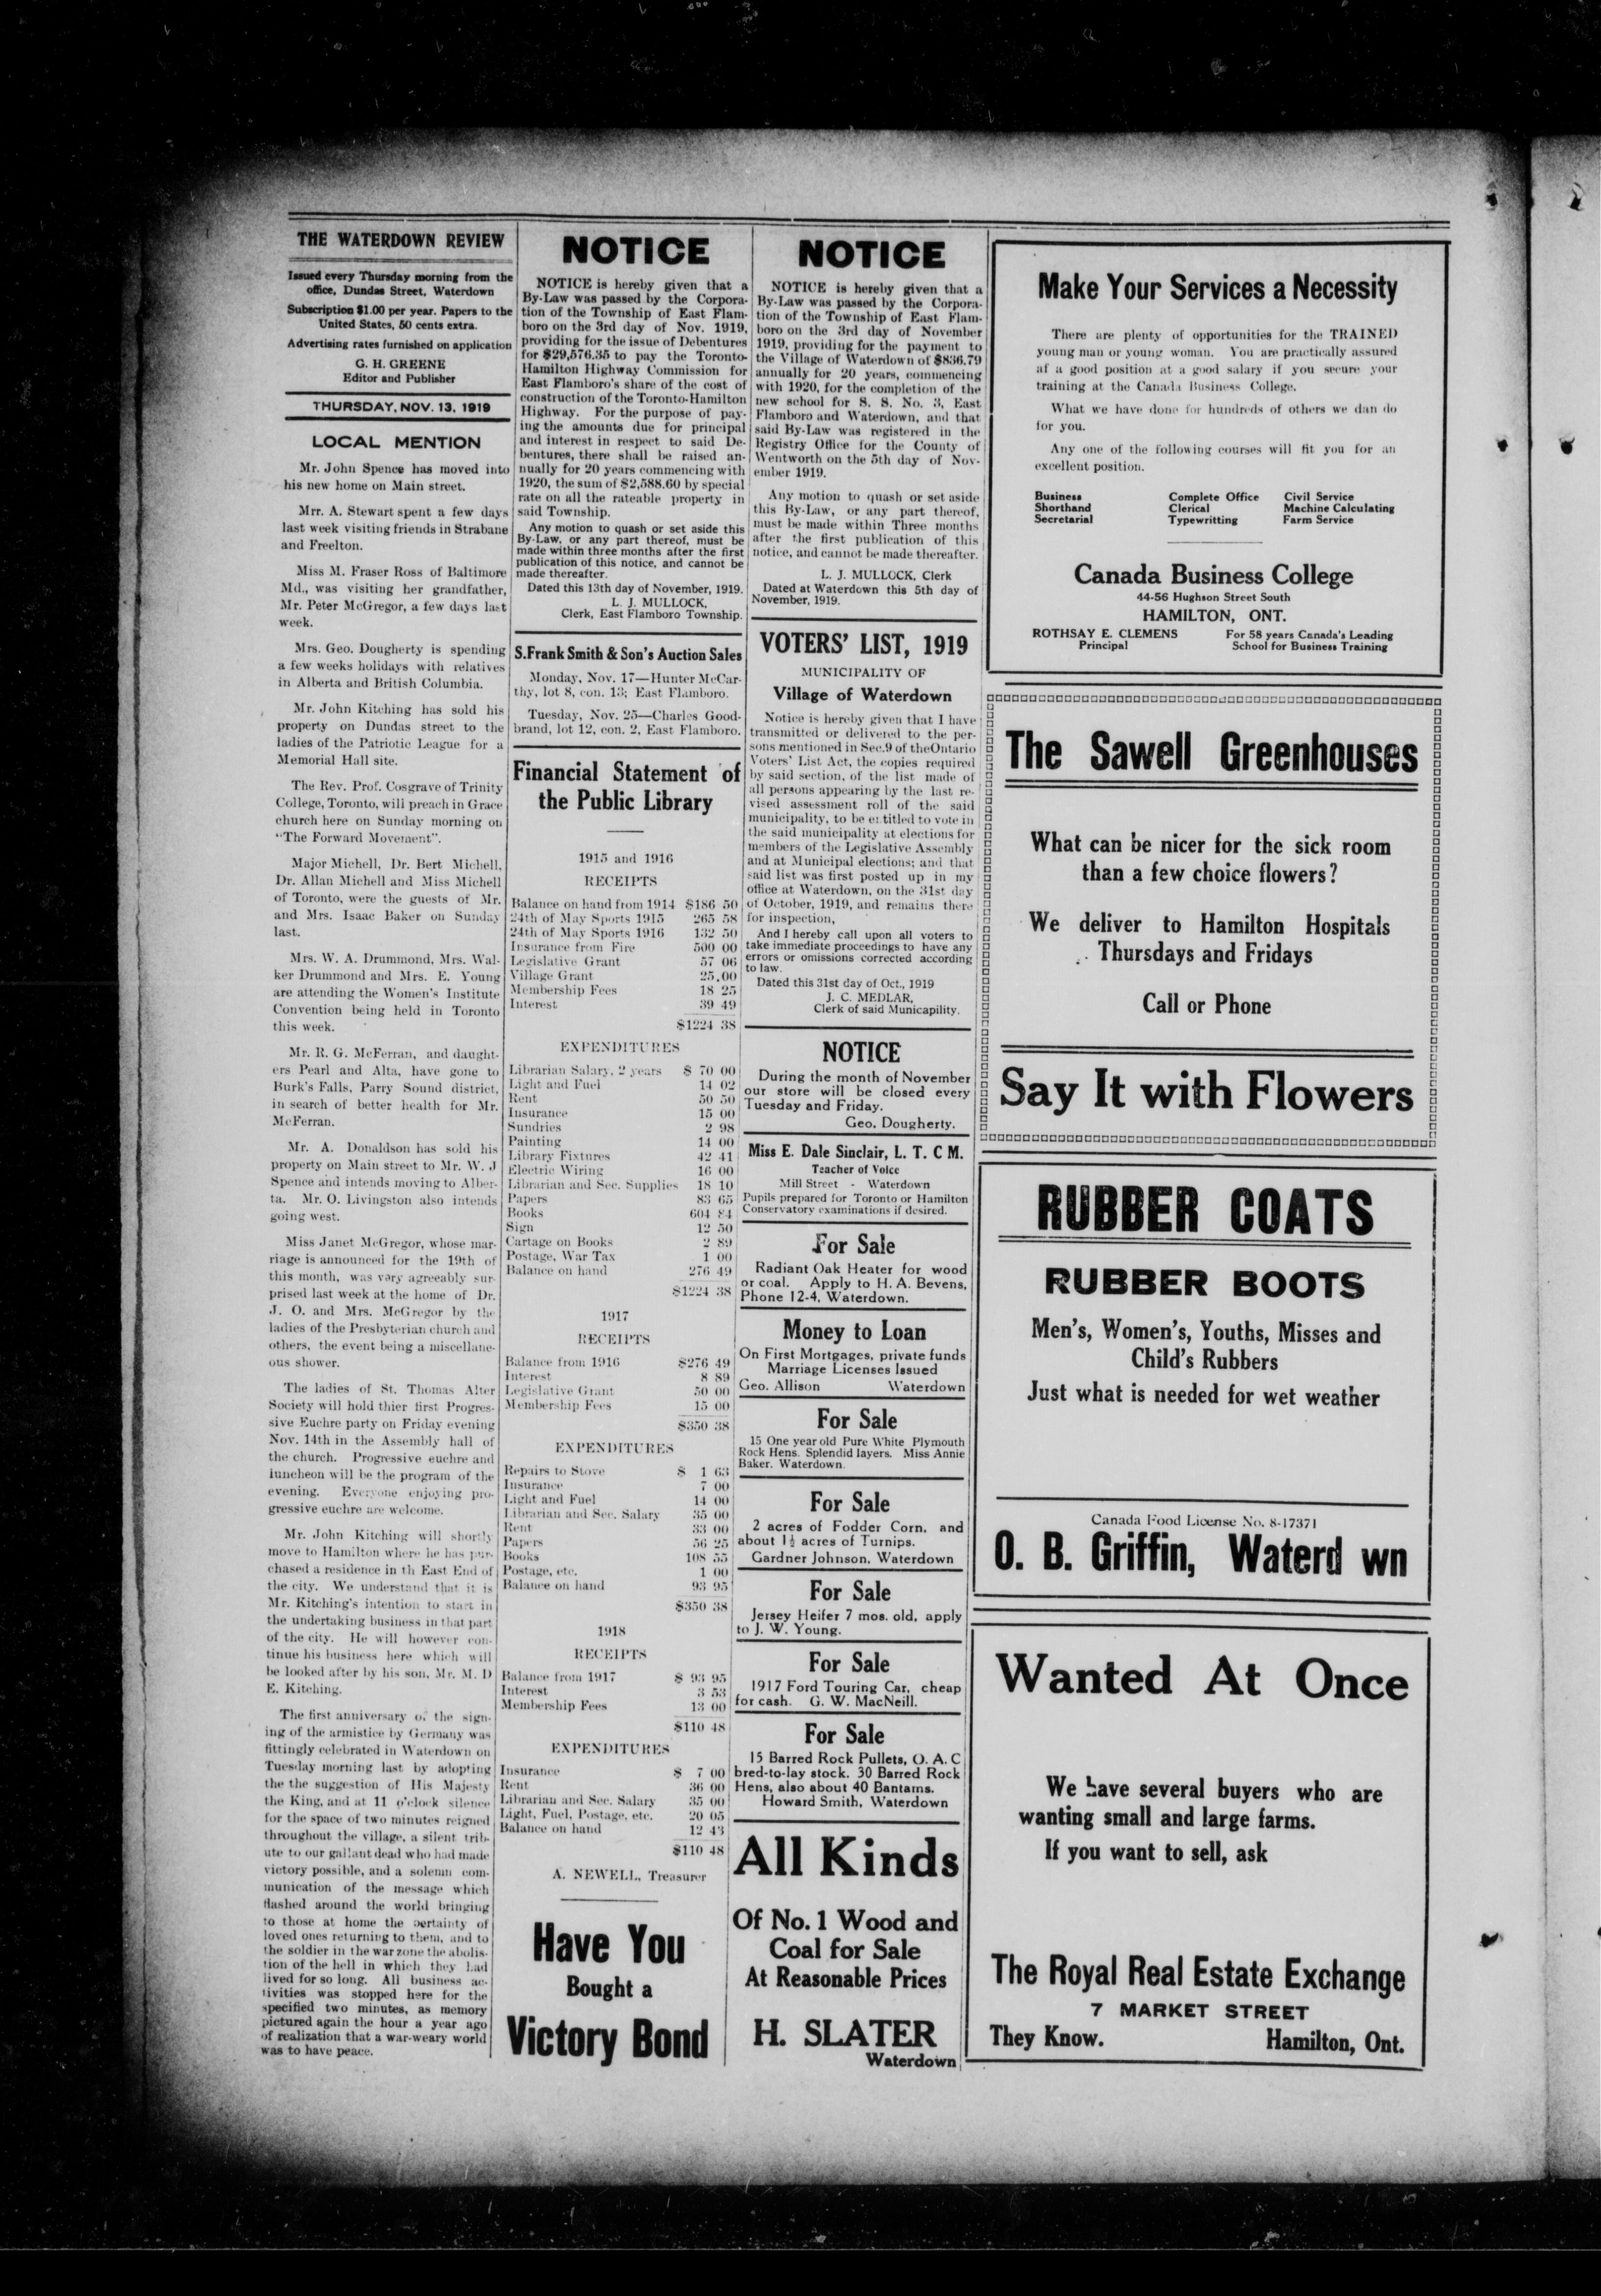 THE WATERDOWN REVIEW
Issued every Thursday morning from the
office, Dundas Street, Waterdown
Subscription $1.00 per year. Papers to the
United States, 50 cents extra.
Advertising rates furnished on application
G. H. GREENE
Editor and Publisher
THURSDAY, NOV. 13, 1919
LOCAL MENTION
Mr. John Spence has moved into
his new home on Main street.
Mrr. A. Stewart spent a few days
last week visiting friends in Strabane
and Freelton.
Miss M. Fraser Ross of Baltimore
Md., was visiting her grandfather,
Mr. Peter McGregor, a few days last
week.
Mrs. Geo. Dougherty is spending
a few weeks holidays with relatives
in Alberta and British Columbia.
Mr. John Kitching has sold his
property on Dundas street to the
ladies of the Patriotic League for a
Memorial Hall site.
The Rev. Prof. Cosgrave of Trinity
College, Toronto, will preach in Grace
church here on Sunday morning on
"The Forward Movement".
Major Michell, Dr. Bert Michell,
Dr. Allan Michell and Miss Michell
of Toronto, were the guests of Mr.
and Mrs. Isaac Baker on Sunday
last.
Mrs. W. A. Drummond, Mrs. Wal-
ker Drummond and Mrs. E. Young
are attending the Women's Institute
Convention being held in Toronto
this week.
Mr. R. G. McFerran, and daught-
ers Pearl and Alta, have gone to
Burk's Falls, Parry Sound district,
in search of better health for Mr.
McFerran.
Mr. A. Donaldson has sold his
property on Main street to Mr. W. J
Spence and intends moving to Alber-
ta. Mr. O. Livingston also intends
going west.
Miss Janet McGregor, whose mar-
riage is announced for the 19th of
this month, was very agreeably sur-
prised last week at the home of Dr.
J. O. and Mrs. McGregor by the
ladies of the Presbyterian church and
others, the event being a miscellane-
ous shower.
The ladies of St. Thomas Alter
Society will hold thier first Progres-
sive Euchre party on Friday evening
Nov. 14th in the Assembly hall of
the church. Progressive euchre and
luncheon will be the program of the
evening. Everyone enjoying pro-
gressive euchre are welcome.
Mr. John Kitching will shortly
move to Hamilton where he has pur-
chased a residence in th East End of
the city. We understand that it is
Mr. Kitching's intention to start in
the undertaking business in that part
of the city. He will however con-
tinue his business here which will
be looked after by his son, Mr. M. D
E. Kitching.
The first anniversary of the sign-
ing of the armistice by Germany was
fittingly celebrated in Waterdown on
Tuesday morning last by adopting
the the suggestion of His Majesty
the King, and at 11 o'clock silence
for the space of two minutes reigned
throughout the village, a silent trib-
ute to our gallant dead who had made
victory possible, and a solemn com-
munication of the message which
flashed around the world bringing
to those at home the certainty of
loved ones returning to them, and to
the soldier in the war zone the abolis-
tion of the hell in which they had
lived for so long. All business ac-
tivities was stopped here for the
specified two minutes, as memory
pictured again the hour a year ago
of realization that a war-weary world
was to have peace.
NOTICE
NOTICE is hereby given that a
By-Law was passed by the Corpora-
tion of the Township of East Flam-
boro on the 3rd day of Nov. 1919,
providing for the issue of Debentures
for $29,576.35 to pay the Toronto-
Hamilton Highway Commission for
East Flamboro's share of the cost of
construction of the Toronto-Hamilton
Highway. For the purpose of pay-
ing the amounts due for principal
and interest in respect to said De-
bentures, there shall be raised an-
nually for 20 years commencing with
1920, the sum of $2,588.60 by special
rate on all the rateable property in
said Township.
Any motion to quash or set aside this
By-Law, or any part thereof, must be
made within three months after the first
publication of this notice, and cannot be
made thereafter.
Dated this 13th day of November, 1919.
L. J. MULLOCK,
Clerk, East Flamboro Township.
S.Frank Smith & Son's Auction Sales
Monday, Nov. 17—Hunter McCar-
thy, lot 8, con. 13; East Flamboro.
Tuesday, Nov. 25—Charles Good-
brand, lot 12, con. 2, East Flamboro.
Financial Statement of
the Public Library
1915 and 1916
RECEIPTS
Balance on hand from 1914 $186 50
24th of May Sports 1915 265 58
24th of May Sports 1916 132 50
Insurance from Fire 500 00
Legislative Grant 57 06
Village Grant 25.00
Membership Fees 18 25
Interest 39 49
$1224 38
EXPENDITURES
Librarian Salary, 2 years $ 70 00
Light and Fuel 14 02
Rent 50 50
Insurance 15 00
Sundries 2 98
Painting 14 00
Library Fixtures 42 41
Electric Wiring 16 00
Librarian and Sec. Supplies 18 10
Papers 83 65
Books 604 84
Sign 12 50
Cartage on Books 2 89
Postage, War Tax 1 00
Balance on hand 276 49
$1224 38
1917
RECEIPTS
Balance from 1916 $276 49
Interest 8 89
Legislative Grant 50 00
Membership Fees 15 00
$350 38
EXPENDITURES
Repairs to Stove $ 1 63
Insurance 7 00
Light and Fuel 14 00
Librarian and Sec. Salary 35 00
Rent 33 00
Papers 56 25
Books 108 55
Postage, etc. 1 00
Balance on hand 93 95
$350 38
1918
RECEIPTS
Balance from 1917 $ 93 95
Interest 3 53
Membership Fees 13 00
$110 48
EXPENDITURES
Insurance $ 7 00
Rent 36 00
Librarian and Sec. Salary 35 00
Light, Fuel, Postage, etc. 20 05
Balance on hand 12 43
$110 48
A. NEWELL, Treasurer
Have You
Bought a
Victory Bond
NOTICE
NOTICE is hereby given that a
By-Law was passed by the Corpora-
tion of the Township of East Flam-
boro on the 3rd day of November
1919, providing for the payment to
the Village of Waterdown of $836.79
annually for 20 years, commencing
with 1920, for the completion of the
new school for S. S. No. 3, East
Flamboro and Waterdown, and that
said By-Law was registered in the
Registry Office for the County of
Wentworth on the 5th day of Nov-
ember 1919.
Any motion to quash or set aside
this By-Law, or any part thereof,
must be made within Three months
after the first publication of this
notice, and cannot be made thereafter.
L. J. MULLOCK, Clerk
Dated at Waterdown this 5th day of
November, 1919.
VOTERS' LIST, 1919
MUNICIPALITY OF
Village of Waterdown
Notice is hereby given that I have
transmitted or delivered to the per-
sons mentioned in Sec.9 of theOntario
Voters' List Act, the copies required
by said section, of the list made of
all persons appearing by the last re-
vised assessment roll of the said
municipality, to be entitled to vote in
the said municipality at elections for
members of the Legislative Assembly
and at Municipal elections; and that
said list was first posted up in my
office at Waterdown, on the 31st day
of October, 1919, and remains there
for inspection,
And I hereby call upon all voters to
take immediate proceedings to have any
errors or omissions corrected according
to law.
Dated this 31st day of Oct., 1919
J. C. MEDLAR,
Clerk of said Municapility.
NOTICE
During the month of November
our store will be closed every
Tuesday and Friday.
Geo. Dougherty.
Miss E. Dale Sinclair, L. T. C M.
Teacher of Voice
Mill Street - Waterdown
Pupils prepared for Toronto or Hamilton
Conservatory examinations if desired.
For Sale
Radiant Oak Heater for wood
or coal. Apply to H. A. Bevens,
Phone 12-4, Waterdown.
Money to Loan
On First Mortgages, private funds
Marriage Licenses Issued
Geo. Allison Waterdown
For Sale
15 One year old Pure White Plymouth
Rock Hens. Splendid layers. Miss Annie
Baker. Waterdown.
For Sale
2 acres of Fodder Corn, and
about 1½ acres of Turnips.
Gardner Johnson, Waterdown
For Sale
Jersey Heifer 7 mos. old, apply
to J. W. Young.
For Sale
1917 Ford Touring Car, cheap
for cash. G. W. MacNeill.
For Sale
15 Barred Rock Pullets, O. A. C
bred-to-lay stock. 30 Barred Rock
Hens, also about 40 Bantams.
Howard Smith, Waterdown
All Kinds
Of No. 1 Wood and
Coal for Sale
At Reasonable Prices
H. SLATER
Waterdown
Make Your Services a Necessity
There are plenty of opportunities for the TRAINED
young man or young woman. You are practically assured
af a good position at a good salary if you secure your
training at the Canada Business College.
What we have done for hundreds of others we dan do
for you.
Any one of the following courses will fit you for an
excellent position.
Business Complete Office Civil Service
Shorthand Clerical Machine Calculating
Secretarial Typewritting Farm Service
Canada Business College
44-56 Hughson Street South
HAMILTON, ONT.
ROTHSAY E. CLEMENS For 58 years Canada's Leading
Principal School for Business Training
The Sawell Greenhouses
What can be nicer for the sick room
than a few choice flowers?
We deliver to Hamilton Hospitals
Thursdays and Fridays
Call or Phone
Say It with Flowers
RUBBER COATS
RUBBER BOOTS
Men's, Women's, Youths, Misses and
Child's Rubbers
Just what is needed for wet weather
Canada Food License No. 8-17371
O. B. Griffin, Waterd wn
Wanted At Once
We have several buyers who are
wanting small and large farms.
If you want to sell, ask
The Royal Real Estate Exchange
7 MARKET STREET
They Know. Hamilton, Ont.